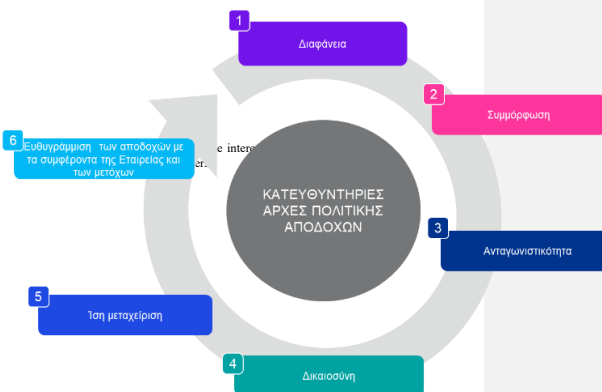 1
Διαφάνεια
2
Συμμόρφωση
3
Ανταγωνιστικότητα
4
Δικαιοσύνη
5
Ίση μεταχείριση
6
Ευθυγράμμιση των αποδοχών με
τα συμφέροντα της Εταιρείας και
των μετόχων
ΚΑΤΕΥΘΥΝΤΗΡΙΕΣ
ΑΡΧΕΣ ΠΟΛΙΤΙΚΗΣ
ΑΠΟΔΟΧΩΝ